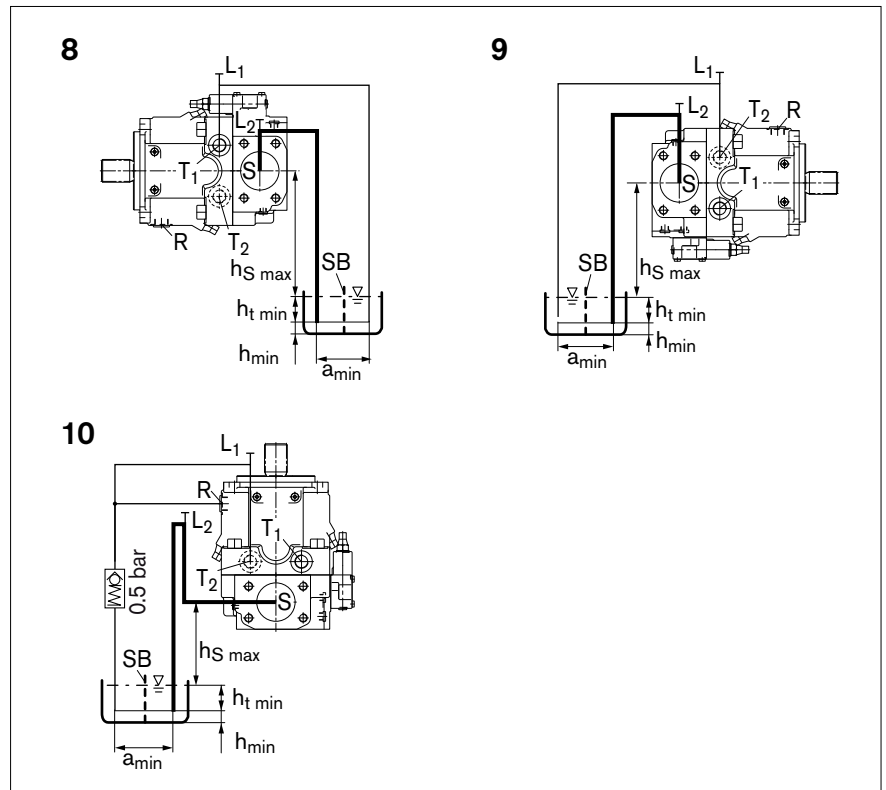 8
L1
L2
T1
S
R
T2
hS max
SB
ht min
hmin
amin
9
L1
L2
T2
R
S
T1
hS max
SB
ht min
hmin
amin
10
L1
R
L2
T1
T2
0.5 bar
S
hS max
SB
ht min
hmin
amin